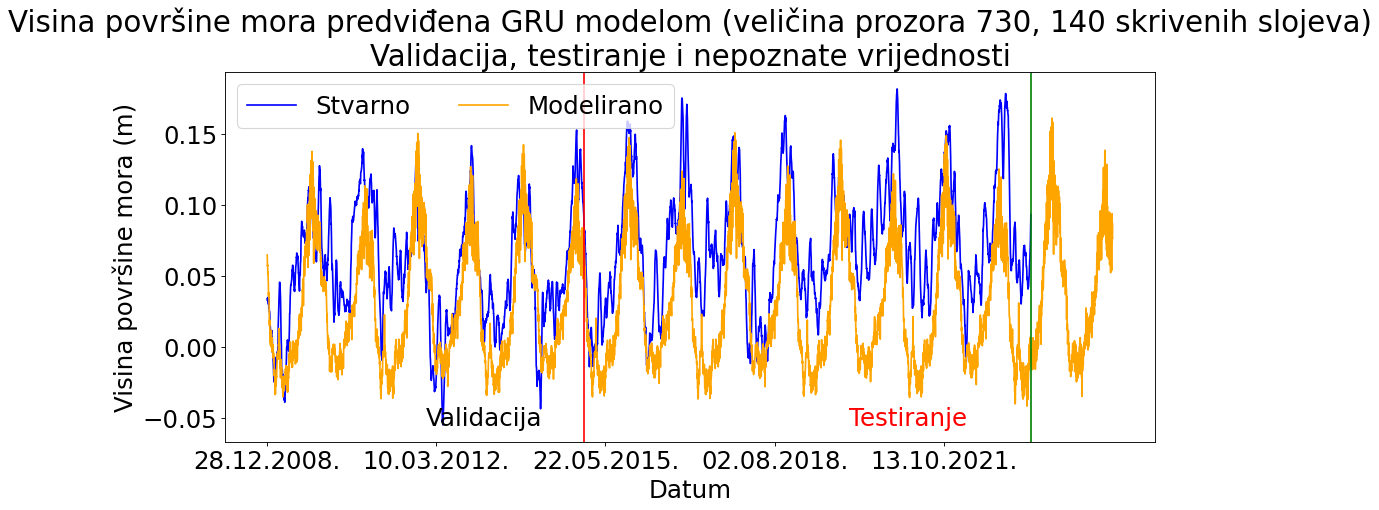 Visina površine mora predviđena GRU modelom (veličina prozora 730, 140 skrivenih slojeva)
Validacija, testiranje i nepoznate vrijednosti
Stvarno
Modelirano
Visina površine mora (m)
0.15
0.10
0.05
0.00
−0.05
Validacija
Testiranje
28.12.2008.
10.03.2012.
22.05.2015.
02.08.2018.
13.10.2021.
Datum